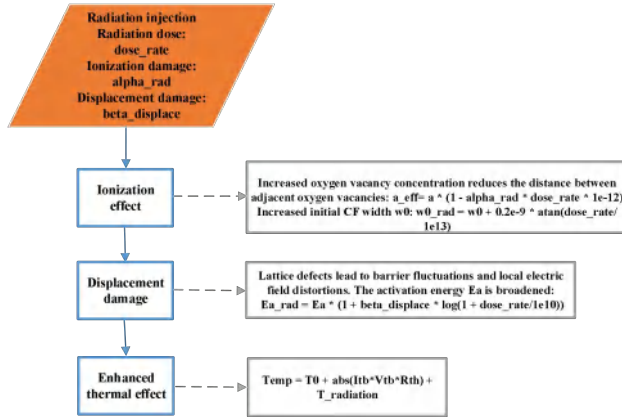 Radiation injection
Radiation dose:
dose_rate
Ionization damage:
alpha_rad
Displacement damage:
beta_displace
Ionization
effect
Increased oxygen vacancy concentration reduces the distance between
adjacent oxygen vacancies: a_eff= a * (1 - alpha_rad * dose_rate * 1e-12)
Increased initial CF width w0: w0_rad = w0 + 0.2e-9 * atan(dose_rate/
1e13)
Displacement
damage
Lattice defects lead to barrier fluctuations and local electric
field distortions. The activation energy Ea is broadened:
Ea_rad = Ea * (1 + beta_displace * log(1 + dose_rate/1e10))
Enhanced
thermal effect
Temp = T0 + abs(Itb*Vtb*Rth) +
T_radiation